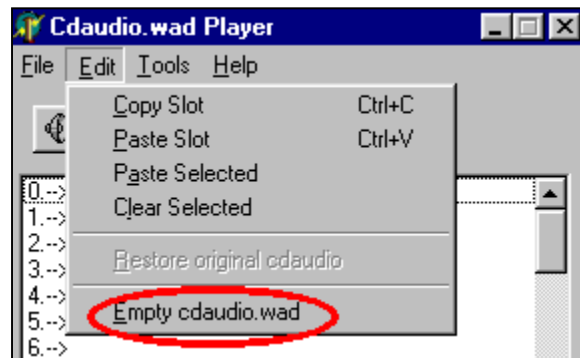 Cdaudio.wad Player
File Edit Tools Help
Copy Slot Ctrl+C
Paste Slot Ctrl+V
Paste Selected
Clear Selected
Restore original cdaudio
Empty cdaudio.wad
0.-->
1.-->
2.-->
3.-->
4.-->
5.-->
6.-->